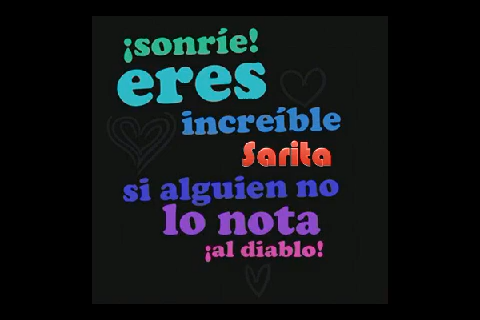 ¡sonríe!
eres
increíble
Sarita
si alguien no
lo nota
¡al diablo!